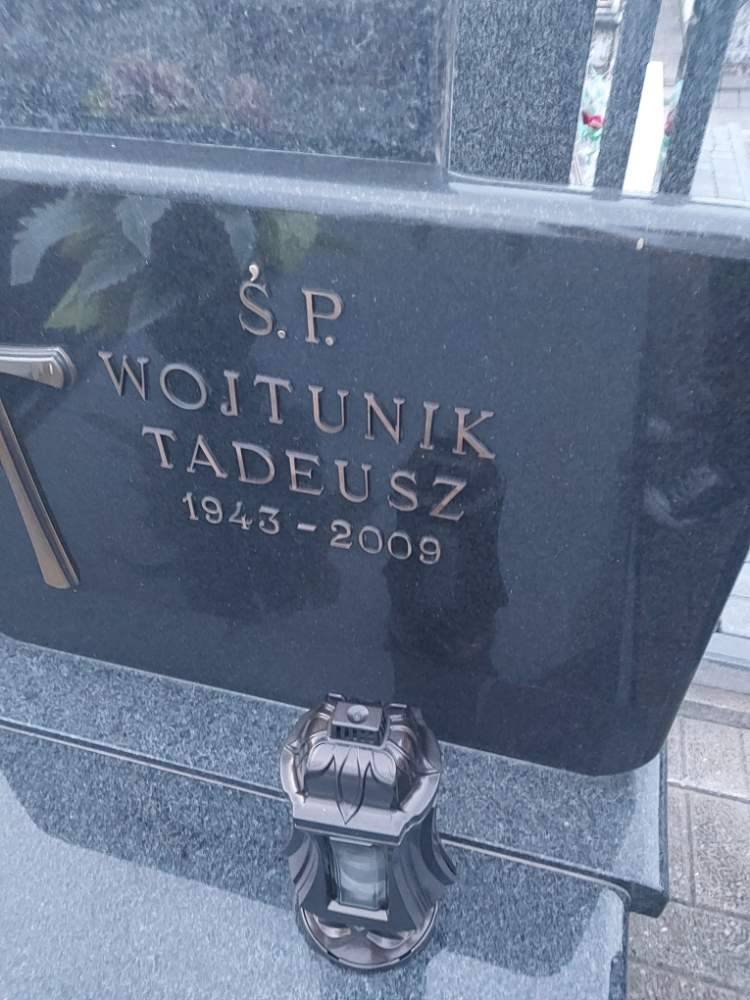 Ś. P.
WOJTUNIK
TADEUSZ
1943 - 2009